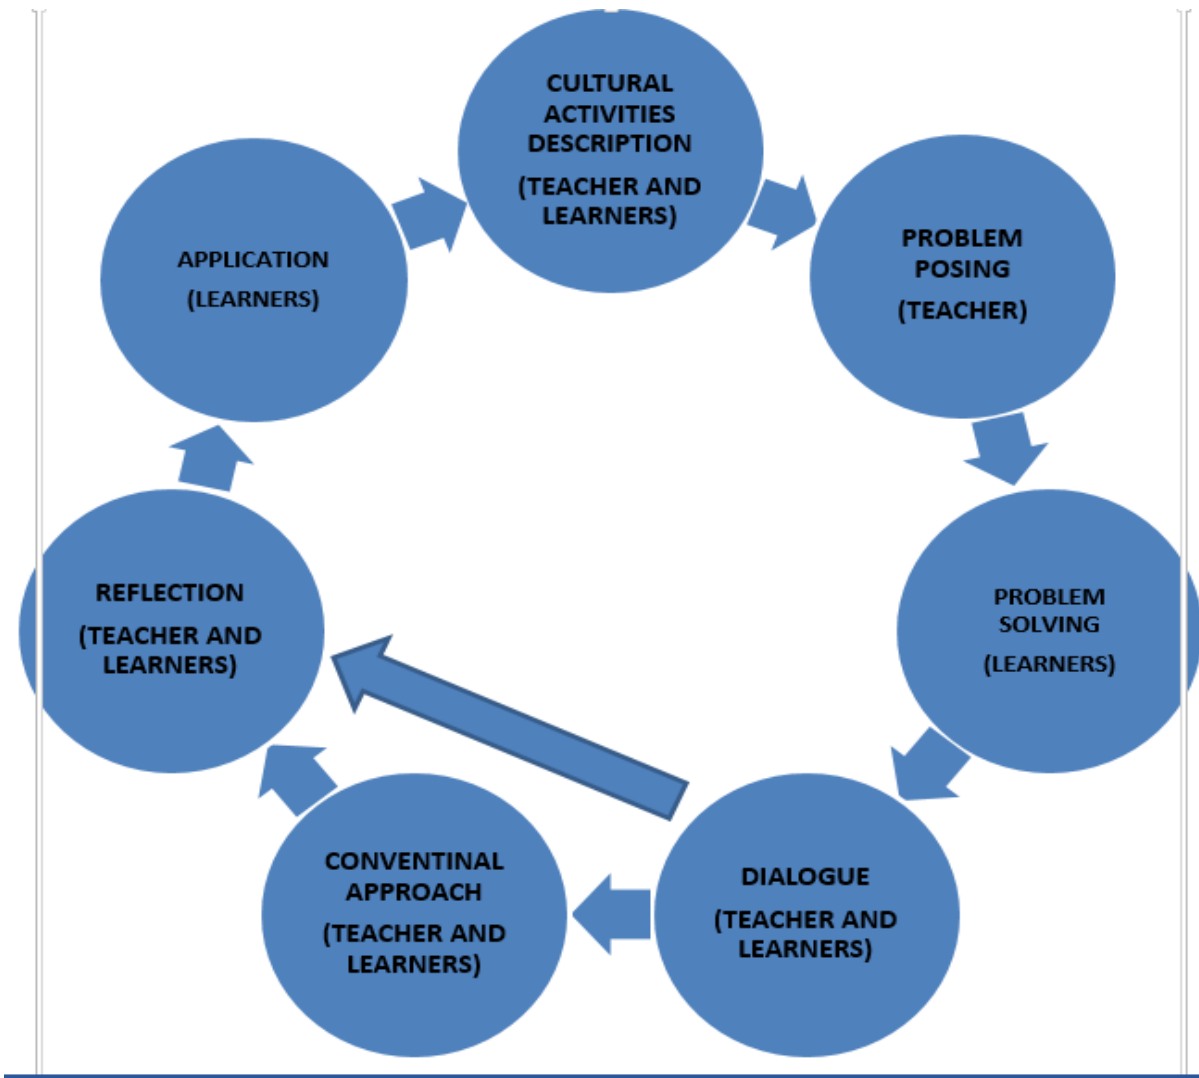 CULTURAL
ACTIVITIES
DESCRIPTION
(TEACHER AND
LEARNERS)
PROBLEM
POSING
(TEACHER)
PROBLEM
SOLVING
(LEARNERS)
DIALOGUE
(TEACHER AND
LEARNERS)
CONVENTINAL
APPROACH
(TEACHER AND
LEARNERS)
REFLECTION
(TEACHER AND
LEARNERS)
APPLICATION
(LEARNERS)